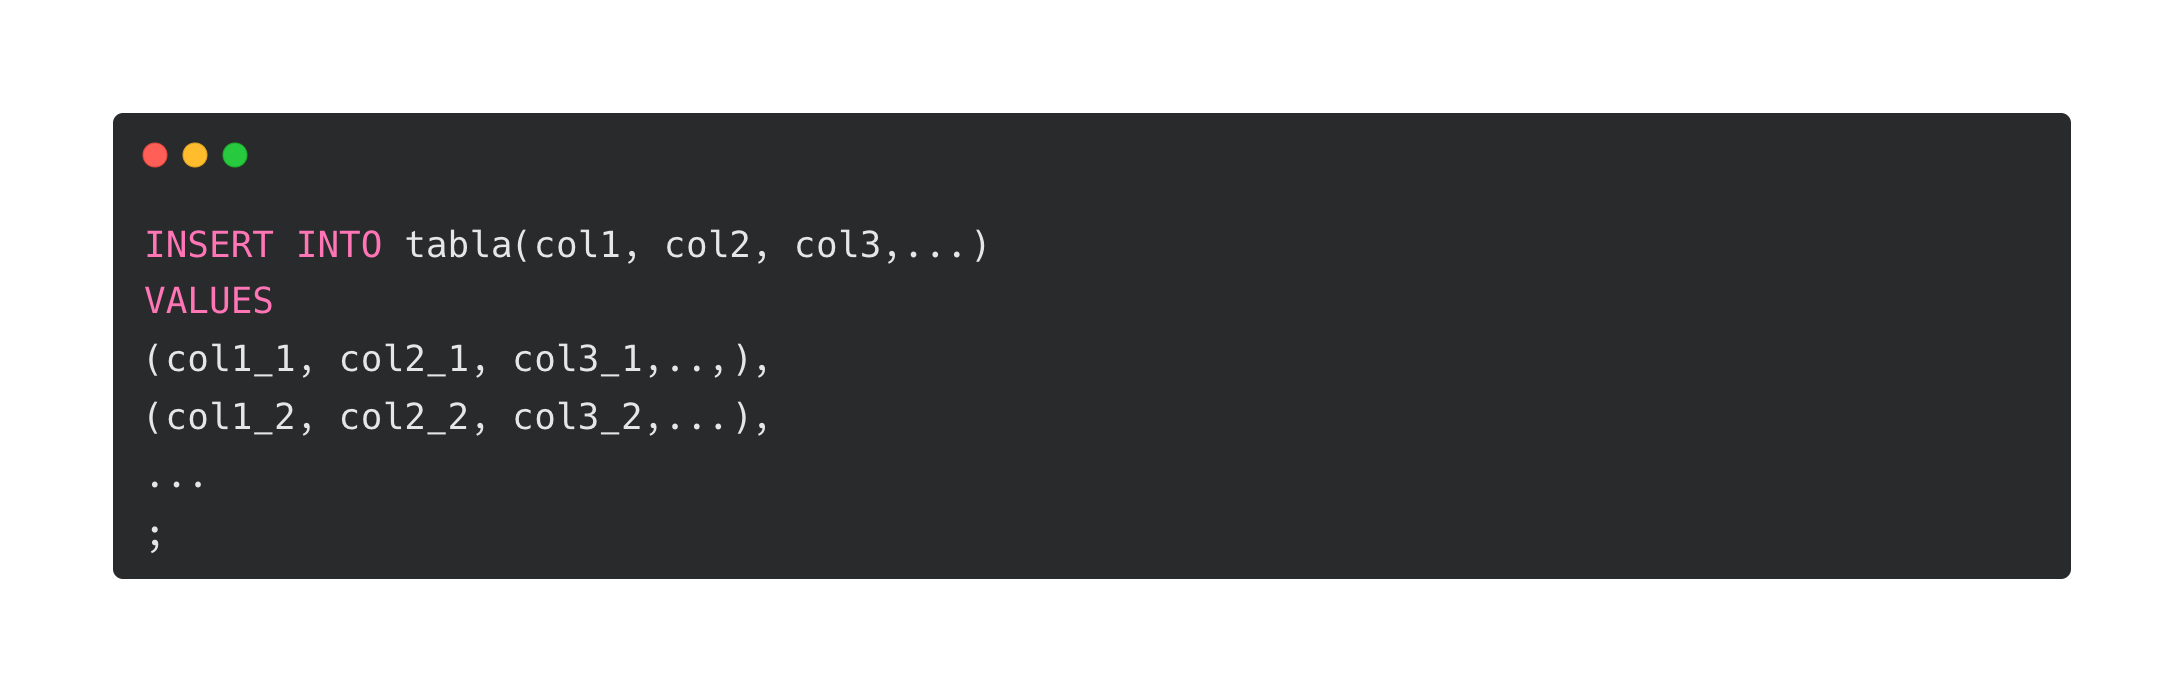 INSERT INTO tabla(col1, col2, col3,...)
VALUES
(col1_1, col2_1, col3_1,..,),
(col1_2, col2_2, col3_2,...),
...
;